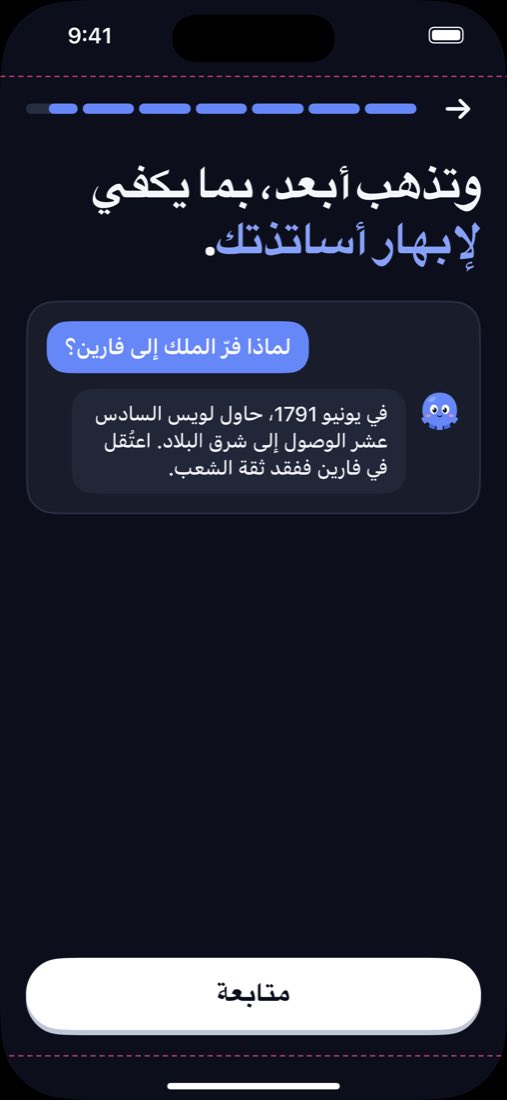 9:41
وتذهب أبعد، بما يكفي
لإبهار أساتذتك.
لماذا فرّ الملك إلى فارين؟
في يونيو 1791، حاول لويس السادس
عشر الوصول إلى شرق البلاد. اعتُقل
في فارين ففقد ثقة الشعب.
متابعة